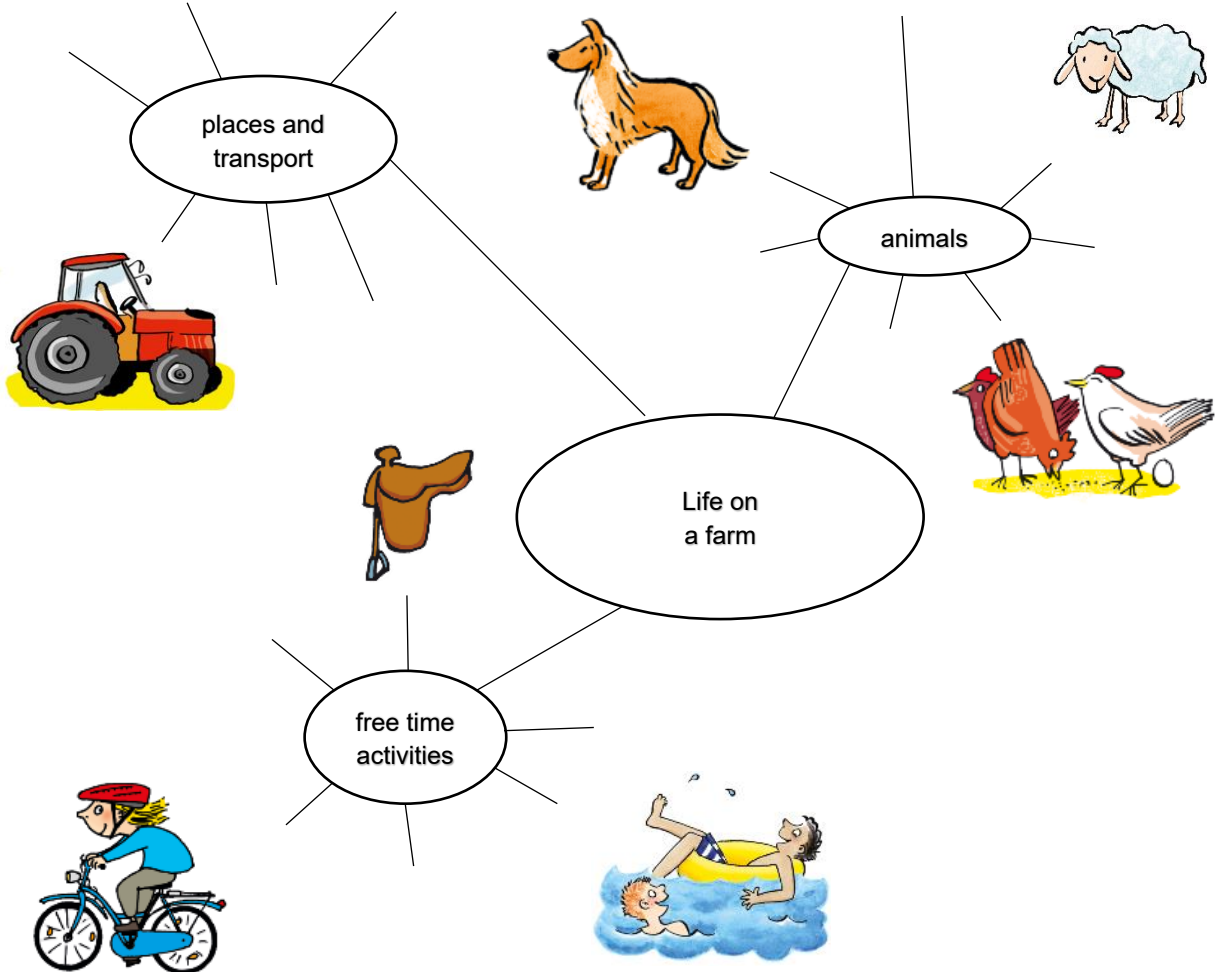 places and
transport
animals
Life on
a farm
free time
activities